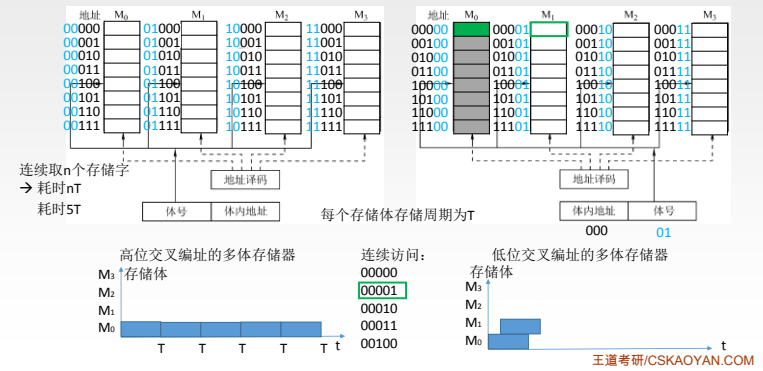 地址 M₀ M₁ M₂ M₃
00000 01000 10000 11000
00001 01001 10001 11001
00010 01010 10010 11010
00011 01011 10011 11011
00100 01100 10100 11100
00101 01101 10101 11101
00110 01110 10110 11110
00111 01111 10111 11111
连续取n个存储字
→ 耗时nT
耗时5T
地址译码
体号 体内地址
地址 M₀ M₁ M₂ M₃
00000 00001 00010 00011
00100 00101 00110 00111
01000 01001 01010 01011
01100 01101 01110 01111
10000 10001 10010 10011
10100 10101 10110 10111
11000 11001 11010 11011
11100 11101 11110 11111
地址译码
体内地址 体号
000 01
每个存储体存储周期为T
高位交叉编址的多体存储器
存储体
M₃
M₂
M₁
M₀
T T T T T t
连续访问：
00000
00001
00010
00011
00100
低位交叉编址的多体存储器
存储体
M₃
M₂
M₁
M₀
t
王道考研/CSKAOYAN.COM